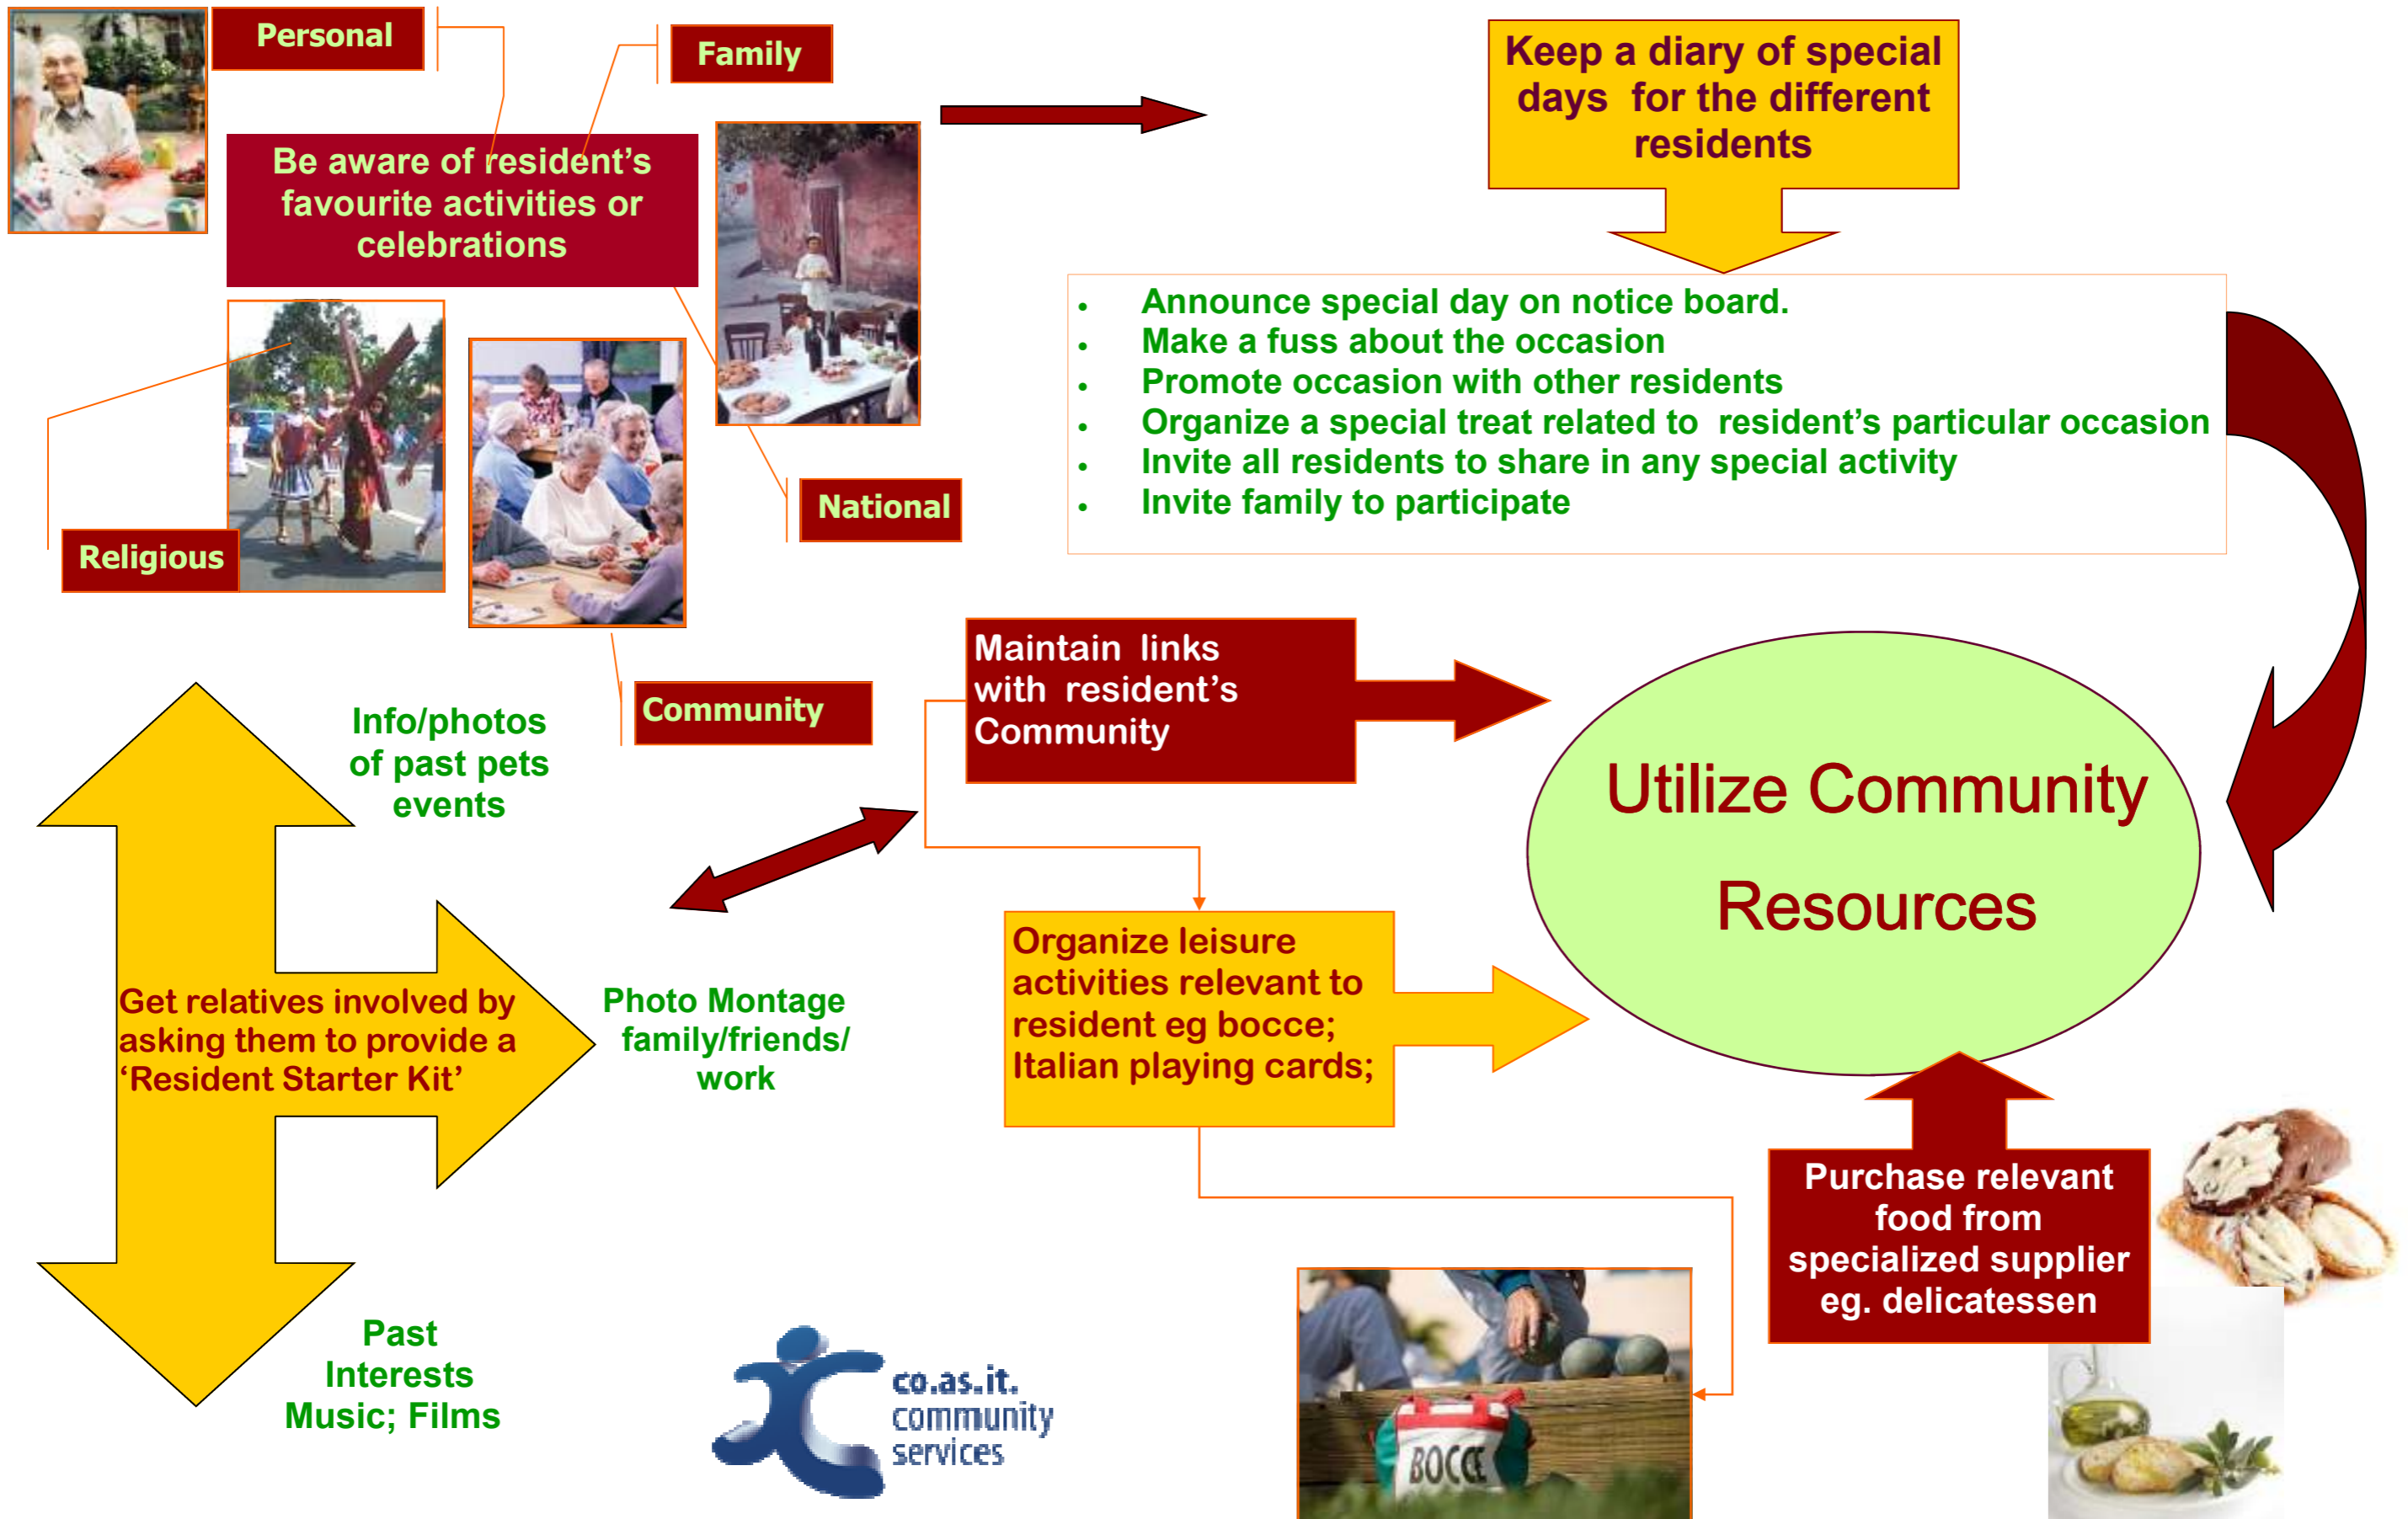 Personal
Family
Be aware of resident’s
favourite activities or
celebrations
Religious
National
Community
Keep a diary of special
days for the different
residents
• Announce special day on notice board.
• Make a fuss about the occasion
• Promote occasion with other residents
• Organize a special treat related to resident’s particular occasion
• Invite all residents to share in any special activity
• Invite family to participate
Info/photos
of past pets
events
Get relatives involved by
asking them to provide a
‘Resident Starter Kit’
Photo Montage
family/friends/
work
Past
Interests
Music; Films
Maintain links
with resident’s
Community
Organize leisure
activities relevant to
resident eg bocce;
Italian playing cards;
Utilize Community
Resources
Purchase relevant
food from
specialized supplier
eg. delicatessen
co.as.it.
community
services
BOCCE